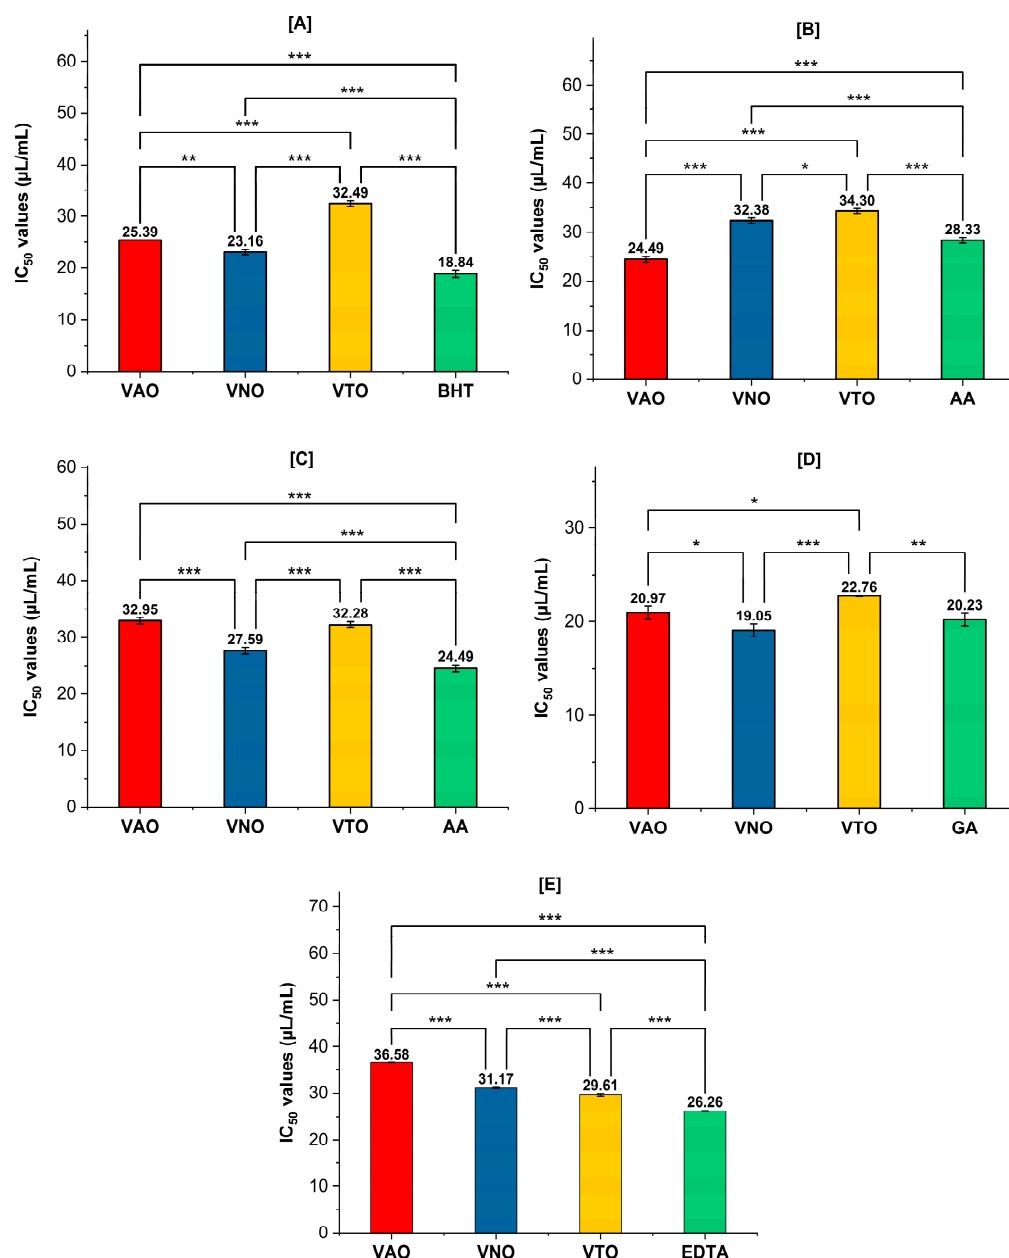 [A]
IC50 values (µL/mL)
60
50
40
30
20
10
0
***
***
***
**
***
***
25.39
23.16
32.49
18.84
VAO
VNO
VTO
BHT
[B]
IC50 values (µL/mL)
60
50
40
30
20
10
0
***
***
***
***
*
***
24.49
32.38
34.30
28.33
VAO
VNO
VTO
AA
[C]
IC50 values (µL/mL)
60
50
40
30
20
10
0
***
***
***
***
***
32.95
27.59
32.28
24.49
VAO
VNO
VTO
AA
[D]
IC50 values (µL/mL)
30
20
10
0
*
*
***
**
20.97
19.05
22.76
20.23
VAO
VNO
VTO
GA
[E]
IC50 values (µL/mL)
70
60
50
40
30
20
10
0
***
***
***
***
***
***
36.58
31.17
29.61
26.26
VAO
VNO
VTO
EDTA